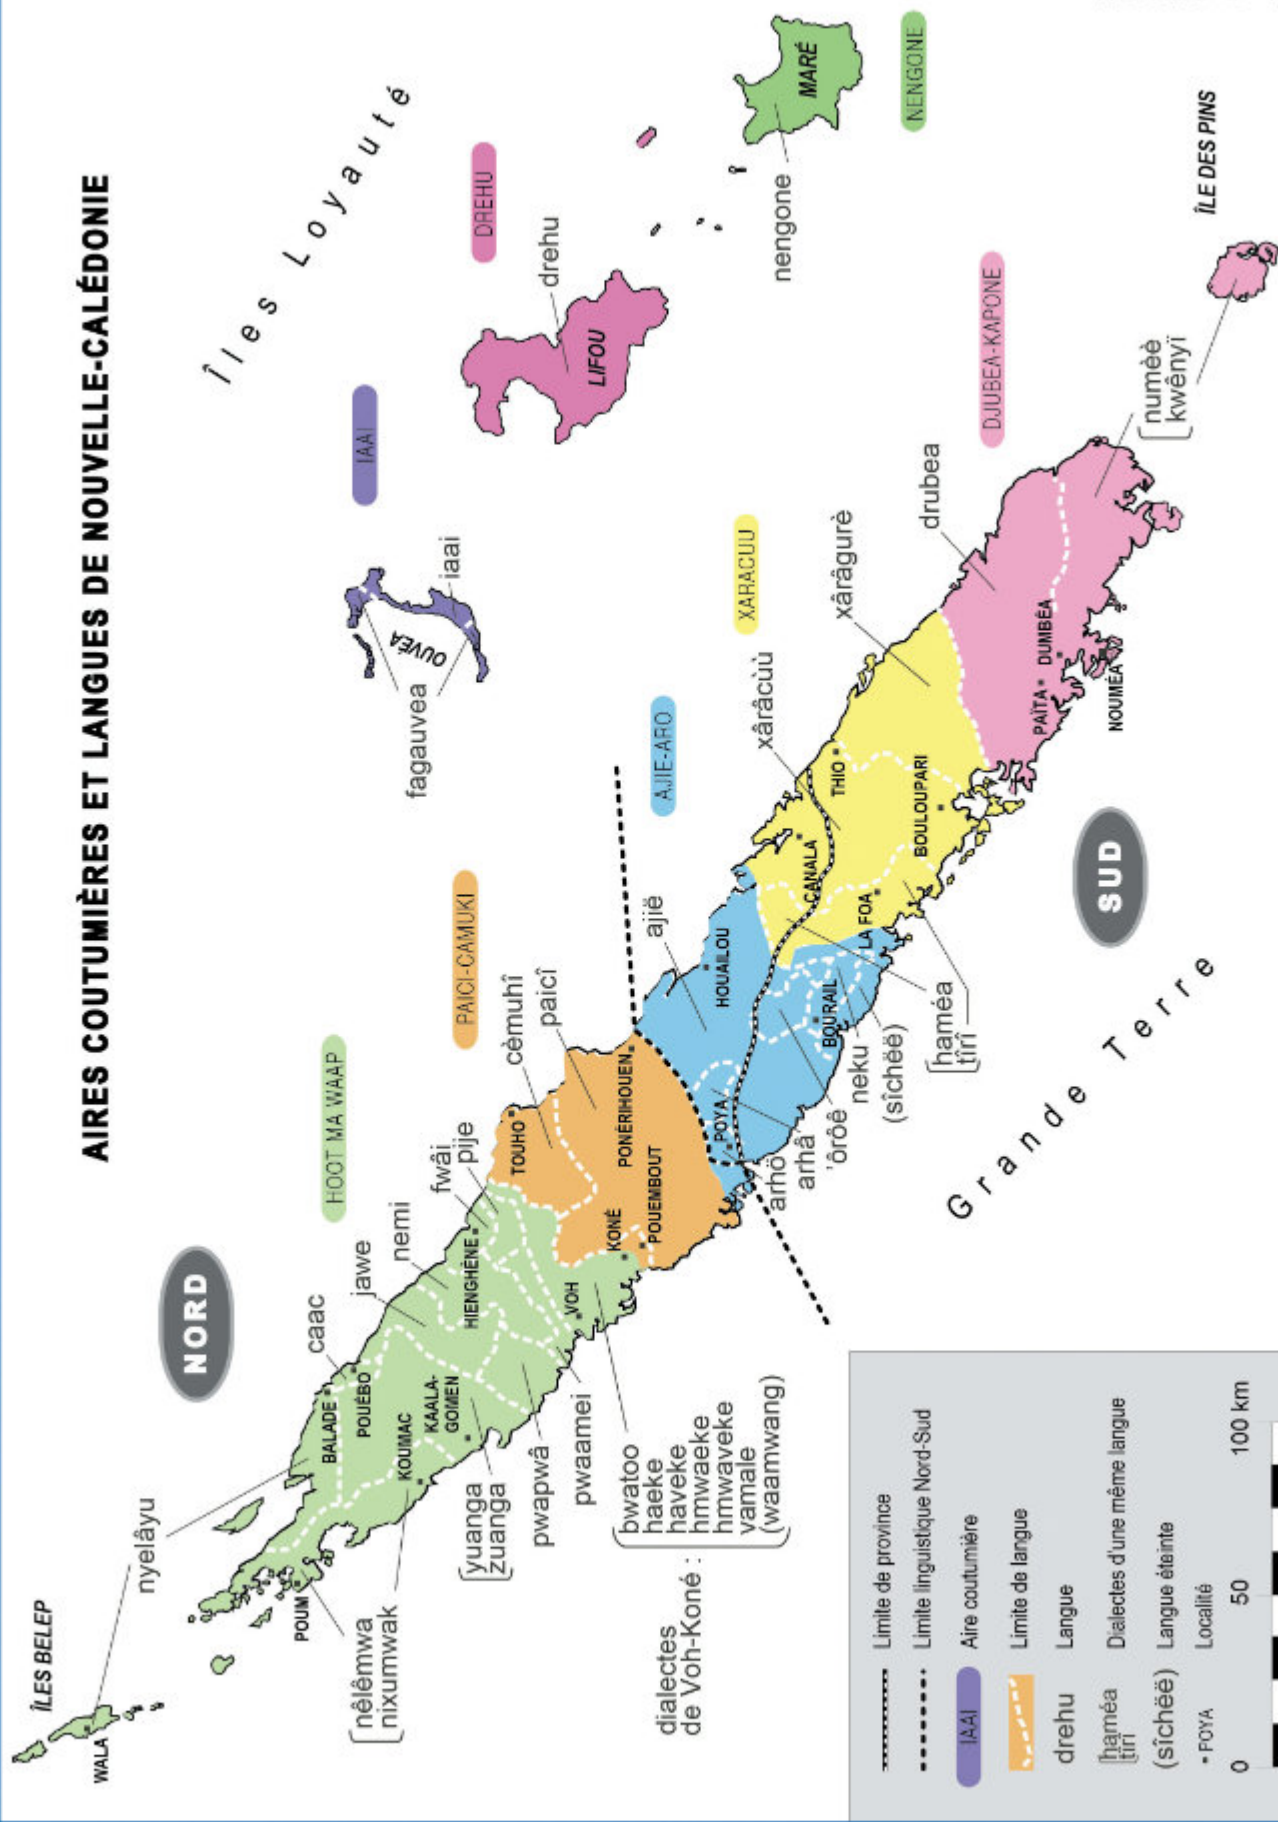 AIRES COUTUMIÈRES ET LANGUES DE NOUVELLE-CALÉDONIE
ÎLES BELEP
WALA
nyelâyu
NORD
HOOT MA WAAP
PAICI-CAMUKI
AJIE-ARO
XARACUU
IAAI
DREHU
NENGONE
DJUBEA-KAPONE
Îles Loyauté
OUVÉA
iaai
fagauvea
LIFOU
drehu
MARÉ
nengone
ÎLE DES PINS
POUM
BALADE
POUÉBO
KOUMAC
KAALA-
GOMEN
HIENGHÈNE
VOH
KONÉ
POUEMBOUT
TOUHO
PONÉRIHOUEN
POYA
HOUAILOU
BOURAIL
LA FOA
CANALA
THIO
BOULOUPARI
PAÏTA
DUMBÉA
NOUMÉA
caac
jawe
nemi
fwâi
pije
cèmuhî
paicî
ajië
xârâcùù
xârâgurè
drubea
numèè
kwênyï
nêlêmwa
nixumwak
yuanga
zuanga
pwapwâ
pwaamei
dialectes
de Voh-Koné :
bwatoo
haeke
haveke
hmwaeke
hmwaveke
vamale
(waamwang)
arhö
arhâ
'ôrôê
neku
(sîchëë)
haméa
tîrî
SUD
Grande Terre
Limite de province
Limite linguistique Nord-Sud
IAAI
Aire coutumière
Limite de langue
drehu
Langue
haméa
tîrî
Dialectes d'une même langue
(sîchëë)
Langue éteinte
POYA
Localité
0
50
100 km